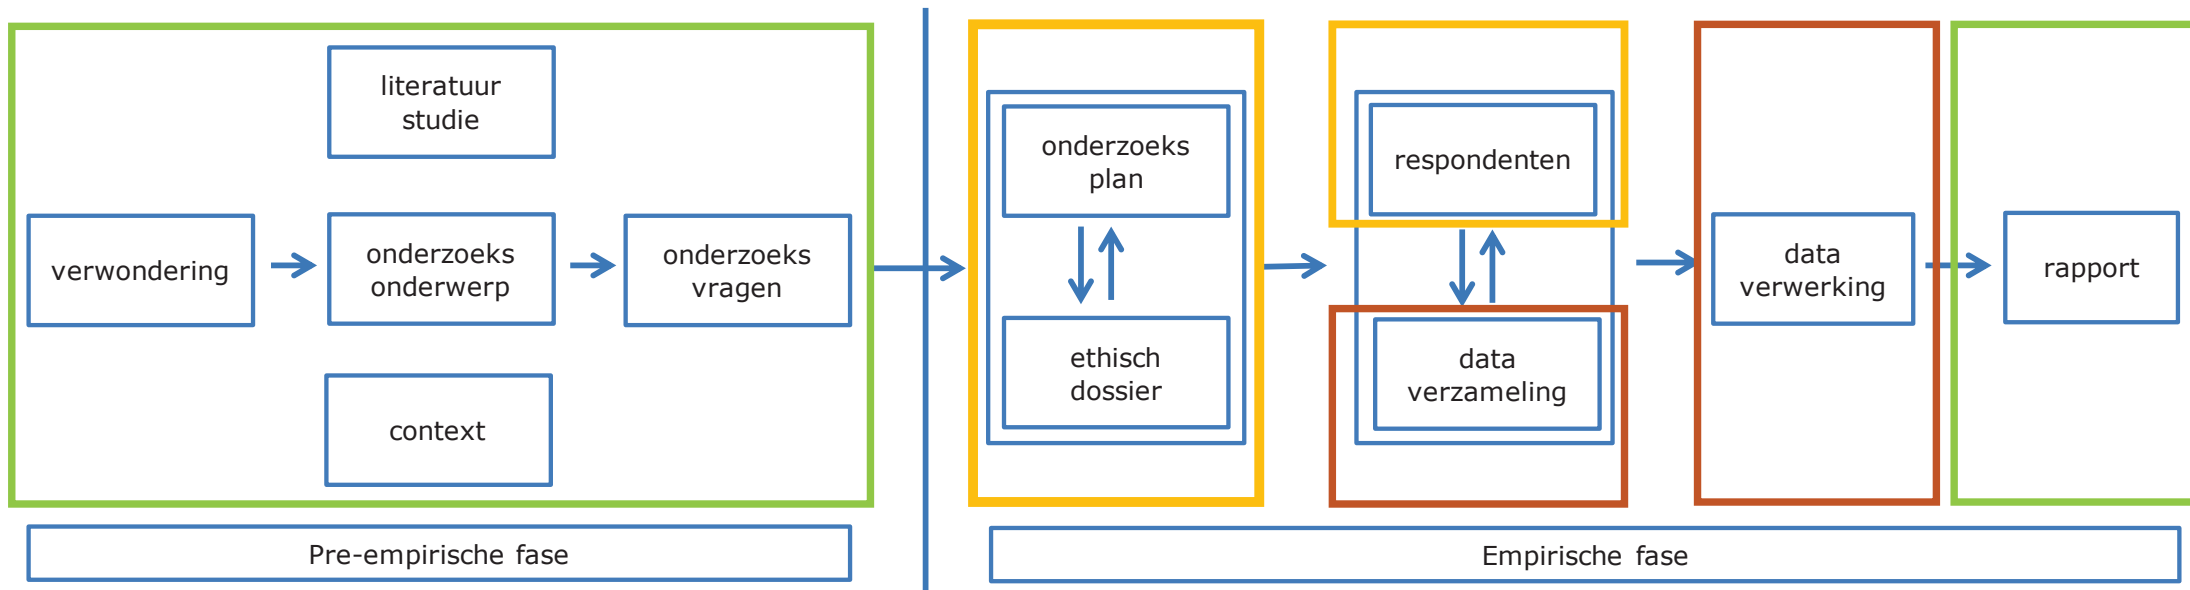 literatuur
studie
verwondering
onderzoeks
onderwerp
onderzoeks
vragen
context
Pre-empirische fase
onderzoeks
plan
ethisch
dossier
respondenten
data
verzameling
data
verwerking
rapport
Empirische fase